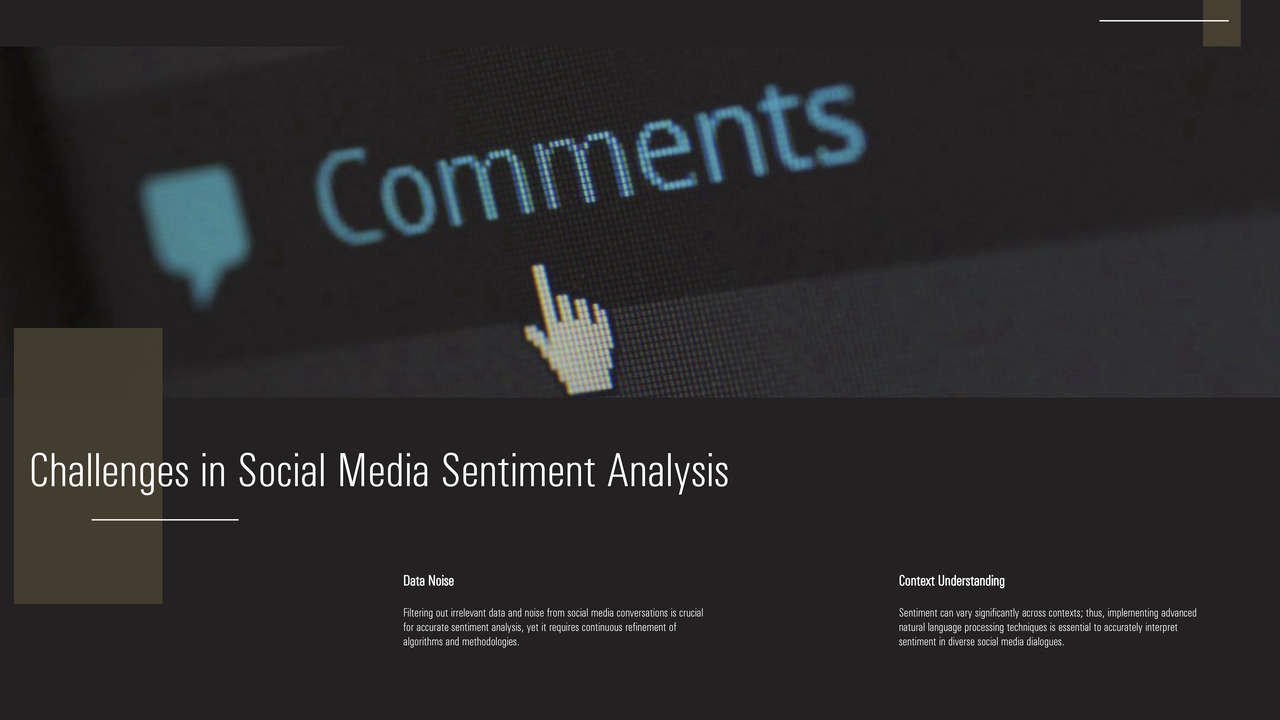 Comments
Challenges in Social Media Sentiment Analysis
Data Noise
Filtering out irrelevant data and noise from social media conversations is crucial
for accurate sentiment analysis, yet it requires continuous refinement of
algorithms and methodologies.
Context Understanding
Sentiment can vary significantly across contexts; thus, implementing advanced
natural language processing techniques is essential to accurately interpret
sentiment in diverse social media dialogues.